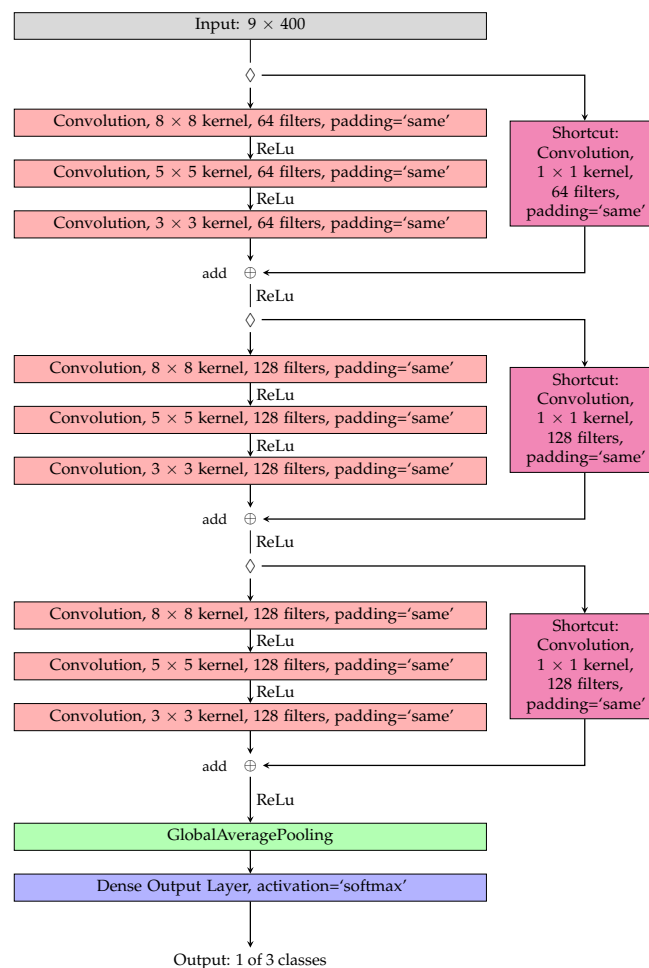 Input: 9 × 400
Convolution, 8 × 8 kernel, 64 filters, padding=‘same’
ReLu
Convolution, 5 × 5 kernel, 64 filters, padding=‘same’
ReLu
Convolution, 3 × 3 kernel, 64 filters, padding=‘same’
Shortcut:
Convolution,
1 × 1 kernel,
64 filters,
padding=‘same’
add ⊕
ReLu
Convolution, 8 × 8 kernel, 128 filters, padding=‘same’
ReLu
Convolution, 5 × 5 kernel, 128 filters, padding=‘same’
ReLu
Convolution, 3 × 3 kernel, 128 filters, padding=‘same’
Shortcut:
Convolution,
1 × 1 kernel,
128 filters,
padding=‘same’
add ⊕
ReLu
Convolution, 8 × 8 kernel, 128 filters, padding=‘same’
ReLu
Convolution, 5 × 5 kernel, 128 filters, padding=‘same’
ReLu
Convolution, 3 × 3 kernel, 128 filters, padding=‘same’
Shortcut:
Convolution,
1 × 1 kernel,
128 filters,
padding=‘same’
add ⊕
ReLu
GlobalAveragePooling
Dense Output Layer, activation=‘softmax’
Output: 1 of 3 classes